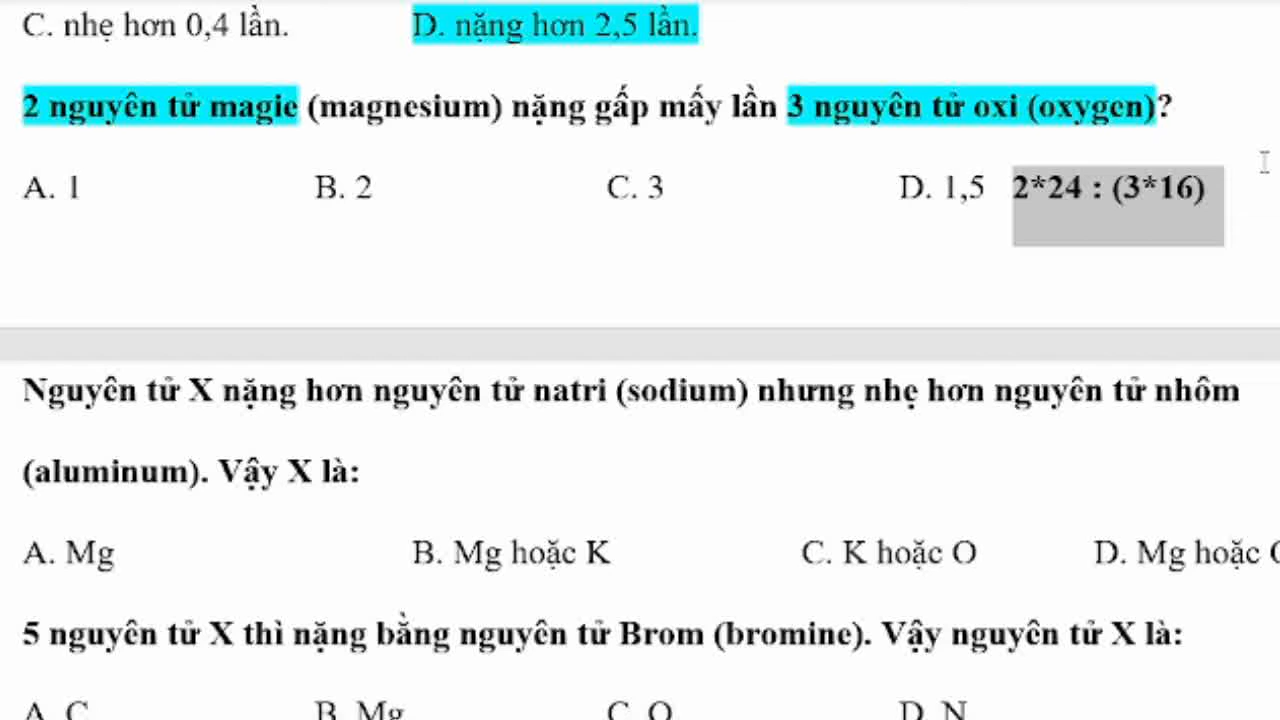 C. nhẹ hơn 0,4 lần. D. nặng hơn 2,5 lần.
2 nguyên tử magie (magnesium) nặng gấp mấy lần 3 nguyên tử oxi (oxygen)?
A. 1 B. 2 C. 3 D. 1,5 2*24 : (3*16)
Nguyên tử X nặng hơn nguyên tử natri (sodium) nhưng nhẹ hơn nguyên tử nhôm
(aluminum). Vậy X là:
A. Mg B. Mg hoặc K C. K hoặc O D. Mg hoặc
5 nguyên tử X thì nặng bằng nguyên tử Brom (bromine). Vậy nguyên tử X là:
A. C B. Mg C. O D. N